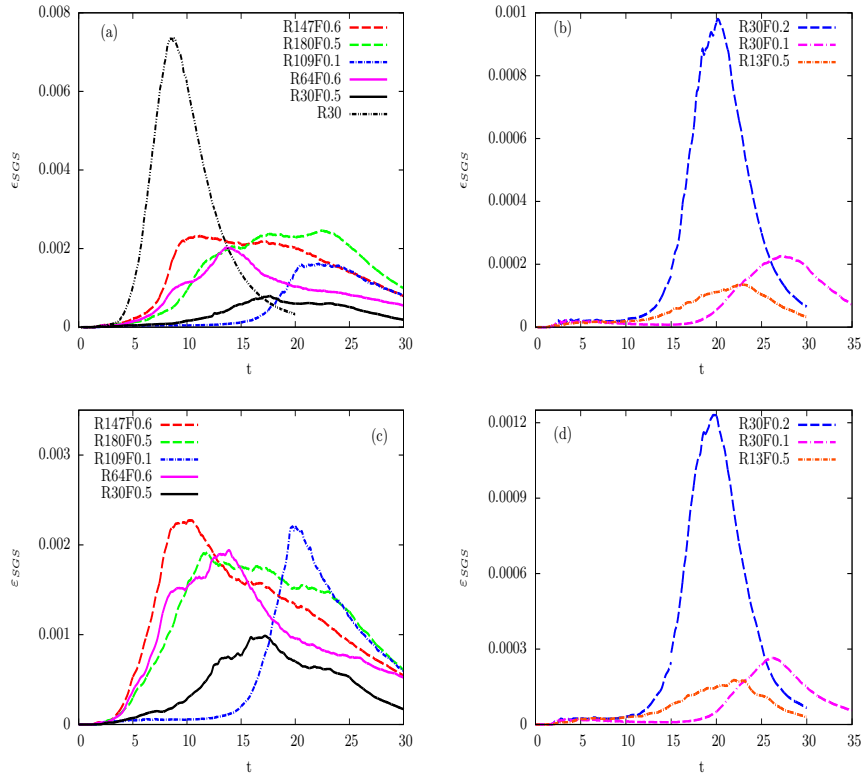 (a)
R147F0.6
R180F0.5
R109F0.1
R64F0.6
R30F0.5
R30
0.008
0.006
0.004
0.002
0
ϵSGS
0 5 10 15 20 25 30
t
(b)
R30F0.2
R30F0.1
R13F0.5
0.001
0.0008
0.0006
0.0004
0.0002
0
ϵSGS
0 5 10 15 20 25 30 35
t
(c)
R147F0.6
R180F0.5
R109F0.1
R64F0.6
R30F0.5
0.003
0.002
0.001
0
εSGS
0 5 10 15 20 25 30
t
(d)
R30F0.2
R30F0.1
R13F0.5
0.0012
0.0009
0.0006
0.0003
0
εSGS
0 5 10 15 20 25 30 35
t